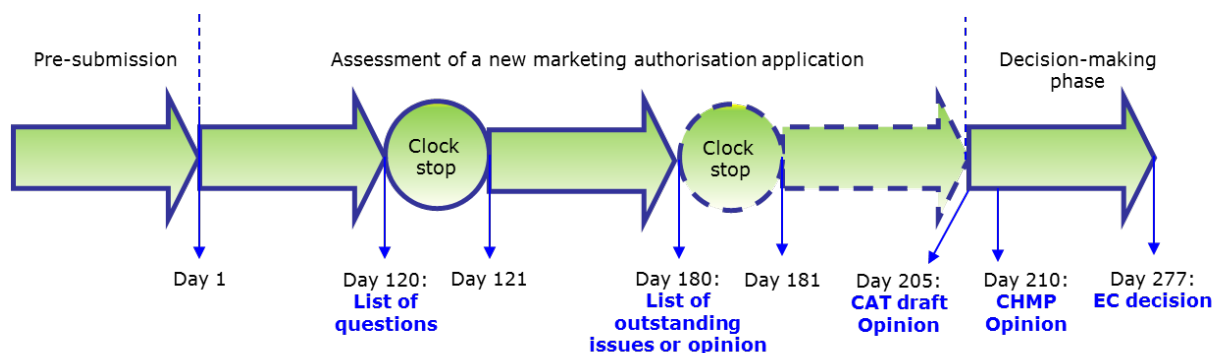 Pre-submission
Assessment of a new marketing authorisation application
Decision-making
phase
Clock
stop
Clock
stop
Day 1
Day 120:
List of
questions
Day 121
Day 180:
List of
outstanding
issues or opinion
Day 181
Day 205:
CAT draft
Opinion
Day 210:
CHMP
Opinion
Day 277:
EC decision